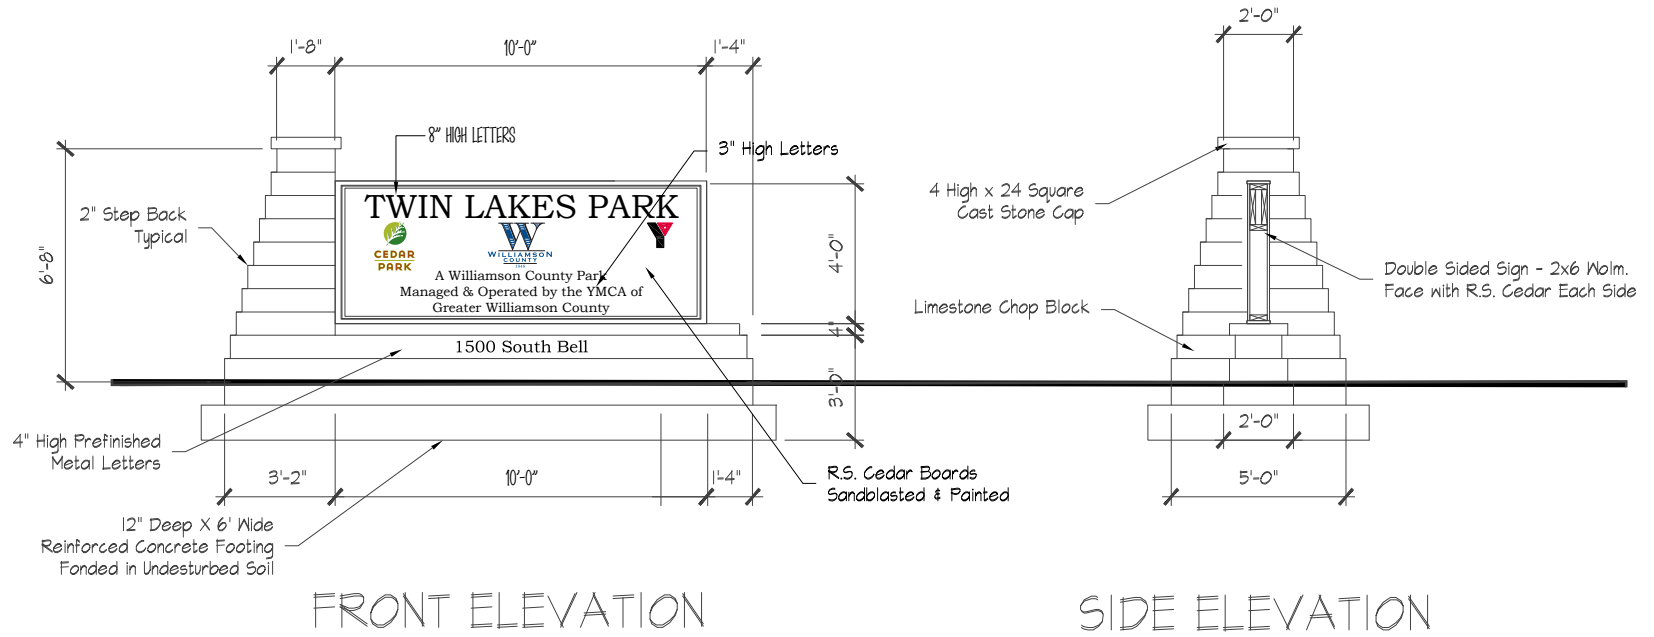 1'-8"
10'-0"
1'-4"
2'-0"
8" HIGH LETTERS
3" High Letters
2" Step Back
Typical
6'-8"
TWIN LAKES PARK
CEDAR
PARK
W
WILLIAMSON
COUNTY
Y
A Williamson County Park
Managed & Operated by the YMCA of
Greater Williamson County
1500 South Bell
4'-0"
4"
3'-0"
4 High x 24 Square
Cast Stone Cap
Limestone Chop Block
Double Sided Sign - 2x6 Wolm.
Face with R.S. Cedar Each Side
4" High Prefinished
Metal Letters
3'-2"
10'-0"
1'-4"
2'-0"
5'-0"
R.S. Cedar Boards
Sandblasted & Painted
12" Deep X 6' Wide
Reinforced Concrete Footing
Fonded in Undesturbed Soil
FRONT ELEVATION
SIDE ELEVATION